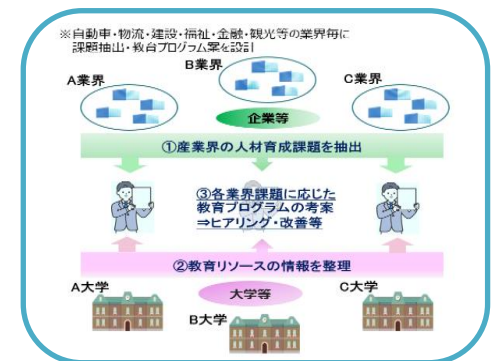 ※自動車・物流・建設・福祉・金融・観光等の業界毎に
課題抽出・教育プログラム案を設計
A業界
B業界
C業界
企業等
①産業界の人材育成課題を抽出
③各業界課題に応じた
教育プログラムの考案
⇒ヒアリング・改善等
②教育リソースの情報を整理
A大学
大学等
C大学
B大学